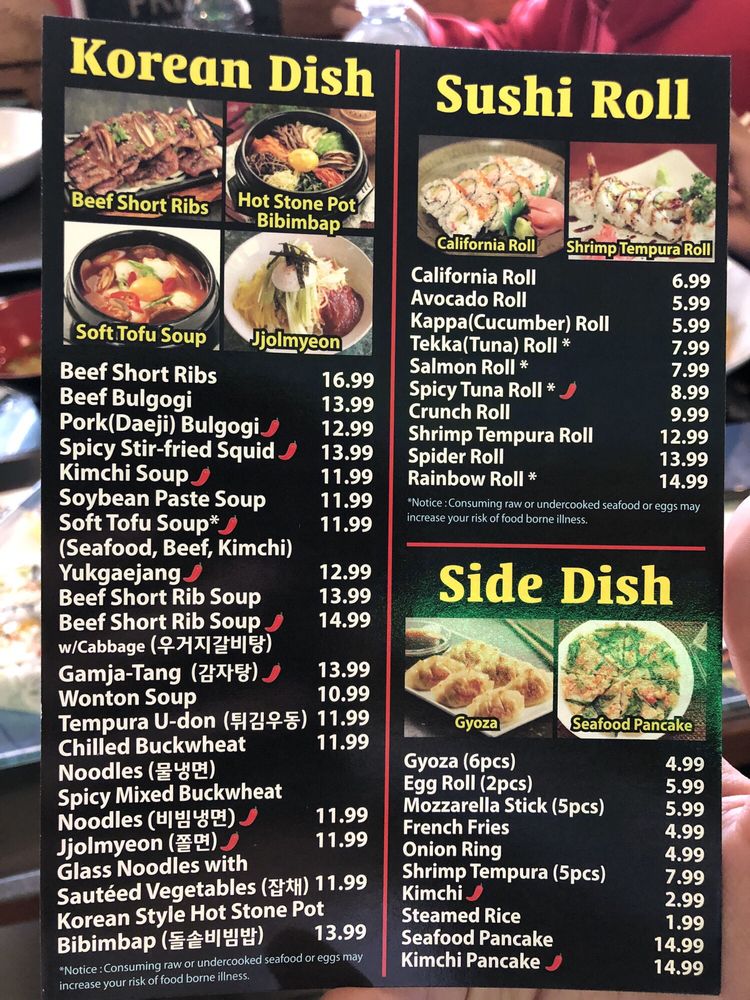 Korean Dish
Beef Short Ribs
Hot Stone Pot
Bibimbap
Soft Tofu Soup
Jjolmyeon
Beef Short Ribs 16.99
Beef Bulgogi 13.99
Pork(Daeji) Bulgogi 12.99
Spicy Stir-fried Squid 13.99
Kimchi Soup 11.99
Soybean Paste Soup 11.99
Soft Tofu Soup* 11.99
(Seafood, Beef, Kimchi)
Yukgaejang 12.99
Beef Short Rib Soup 13.99
Beef Short Rib Soup 14.99
w/Cabbage (우거지갈비탕)
Gamja-Tang (감자탕) 13.99
Wonton Soup 10.99
Tempura U-don (튀김우동) 11.99
Chilled Buckwheat 11.99
Noodles (물냉면)
Spicy Mixed Buckwheat
Noodles (비빔냉면) 11.99
Jjolmyeon (쫄면) 11.99
Glass Noodles with
Sautéed Vegetables (잡채) 11.99
Korean Style Hot Stone Pot
Bibimbap (돌솥비빔밥) 13.99
*Notice : Consuming raw or undercooked seafood or eggs may
increase your risk of food borne illness.
Sushi Roll
California Roll
Shrimp Tempura Roll
California Roll 6.99
Avocado Roll 5.99
Kappa(Cucumber) Roll 5.99
Tekka(Tuna) Roll * 7.99
Salmon Roll * 7.99
Spicy Tuna Roll * 8.99
Crunch Roll 9.99
Shrimp Tempura Roll 12.99
Spider Roll 13.99
Rainbow Roll * 14.99
*Notice : Consuming raw or undercooked seafood or eggs may
increase your risk of food borne illness.
Side Dish
Gyoza
Seafood Pancake
Gyoza (6pcs) 4.99
Egg Roll (2pcs) 5.99
Mozzarella Stick (5pcs) 5.99
French Fries 4.99
Onion Ring 4.99
Shrimp Tempura (5pcs) 7.99
Kimchi 2.99
Steamed Rice 1.99
Seafood Pancake 14.99
Kimchi Pancake 14.99